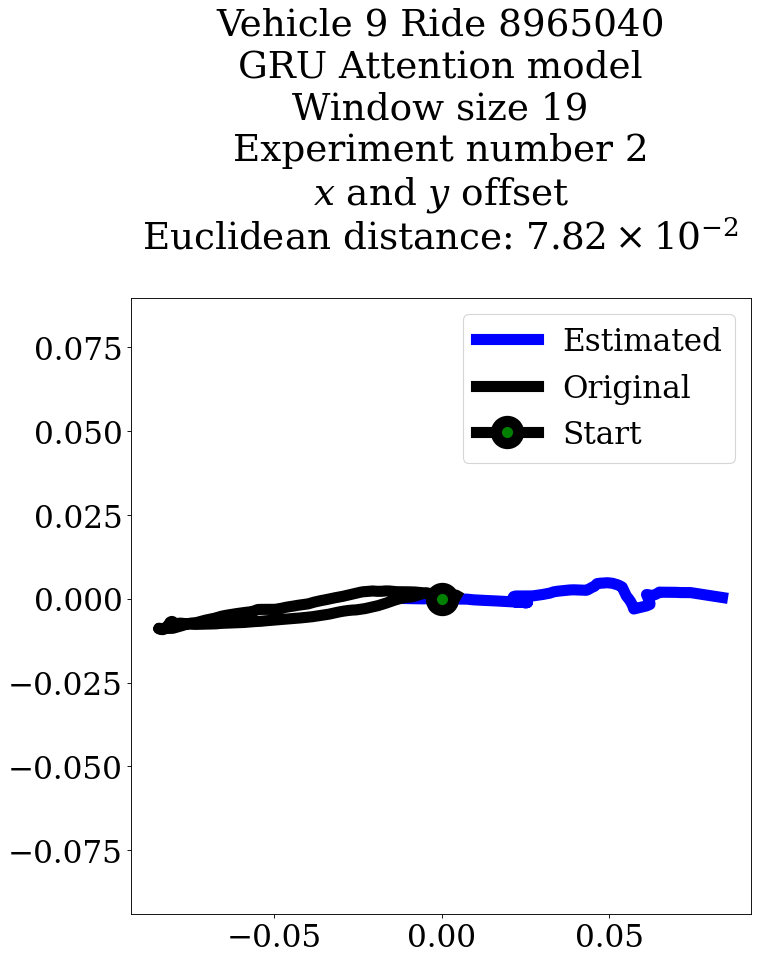 Vehicle 9 Ride 8965040
GRU Attention model
Window size 19
Experiment number 2
x and y offset
Euclidean distance: 7.82 × 10⁻²
Estimated
Original
Start
0.075
0.050
0.025
0.000
−0.025
−0.050
−0.075
−0.05 0.00 0.05